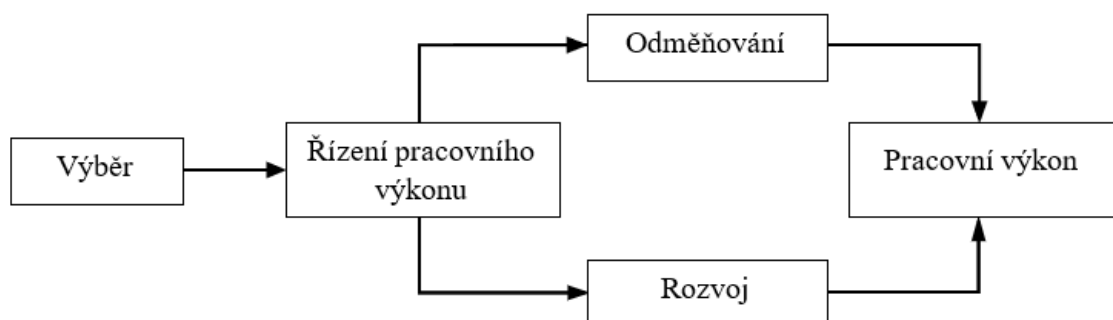 Odměňování
Výběr
Řízení pracovního
výkonu
Pracovní výkon
Rozvoj